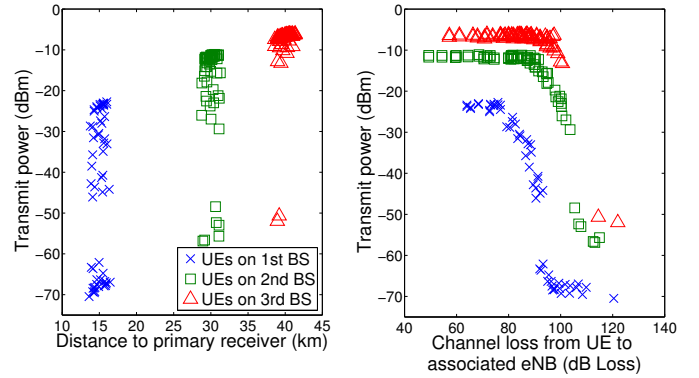 0
−10
−20
−30
−40
−50
−60
−70
Transmit power (dBm)
UEs on 1st BS
UEs on 2nd BS
UEs on 3rd BS
10 15 20 25 30 35 40 45
Distance to primary receiver (km)
0
−10
−20
−30
−40
−50
−60
−70
Transmit power (dBm)
40 60 80 100 120 140
Channel loss from UE to
associated eNB (dB Loss)